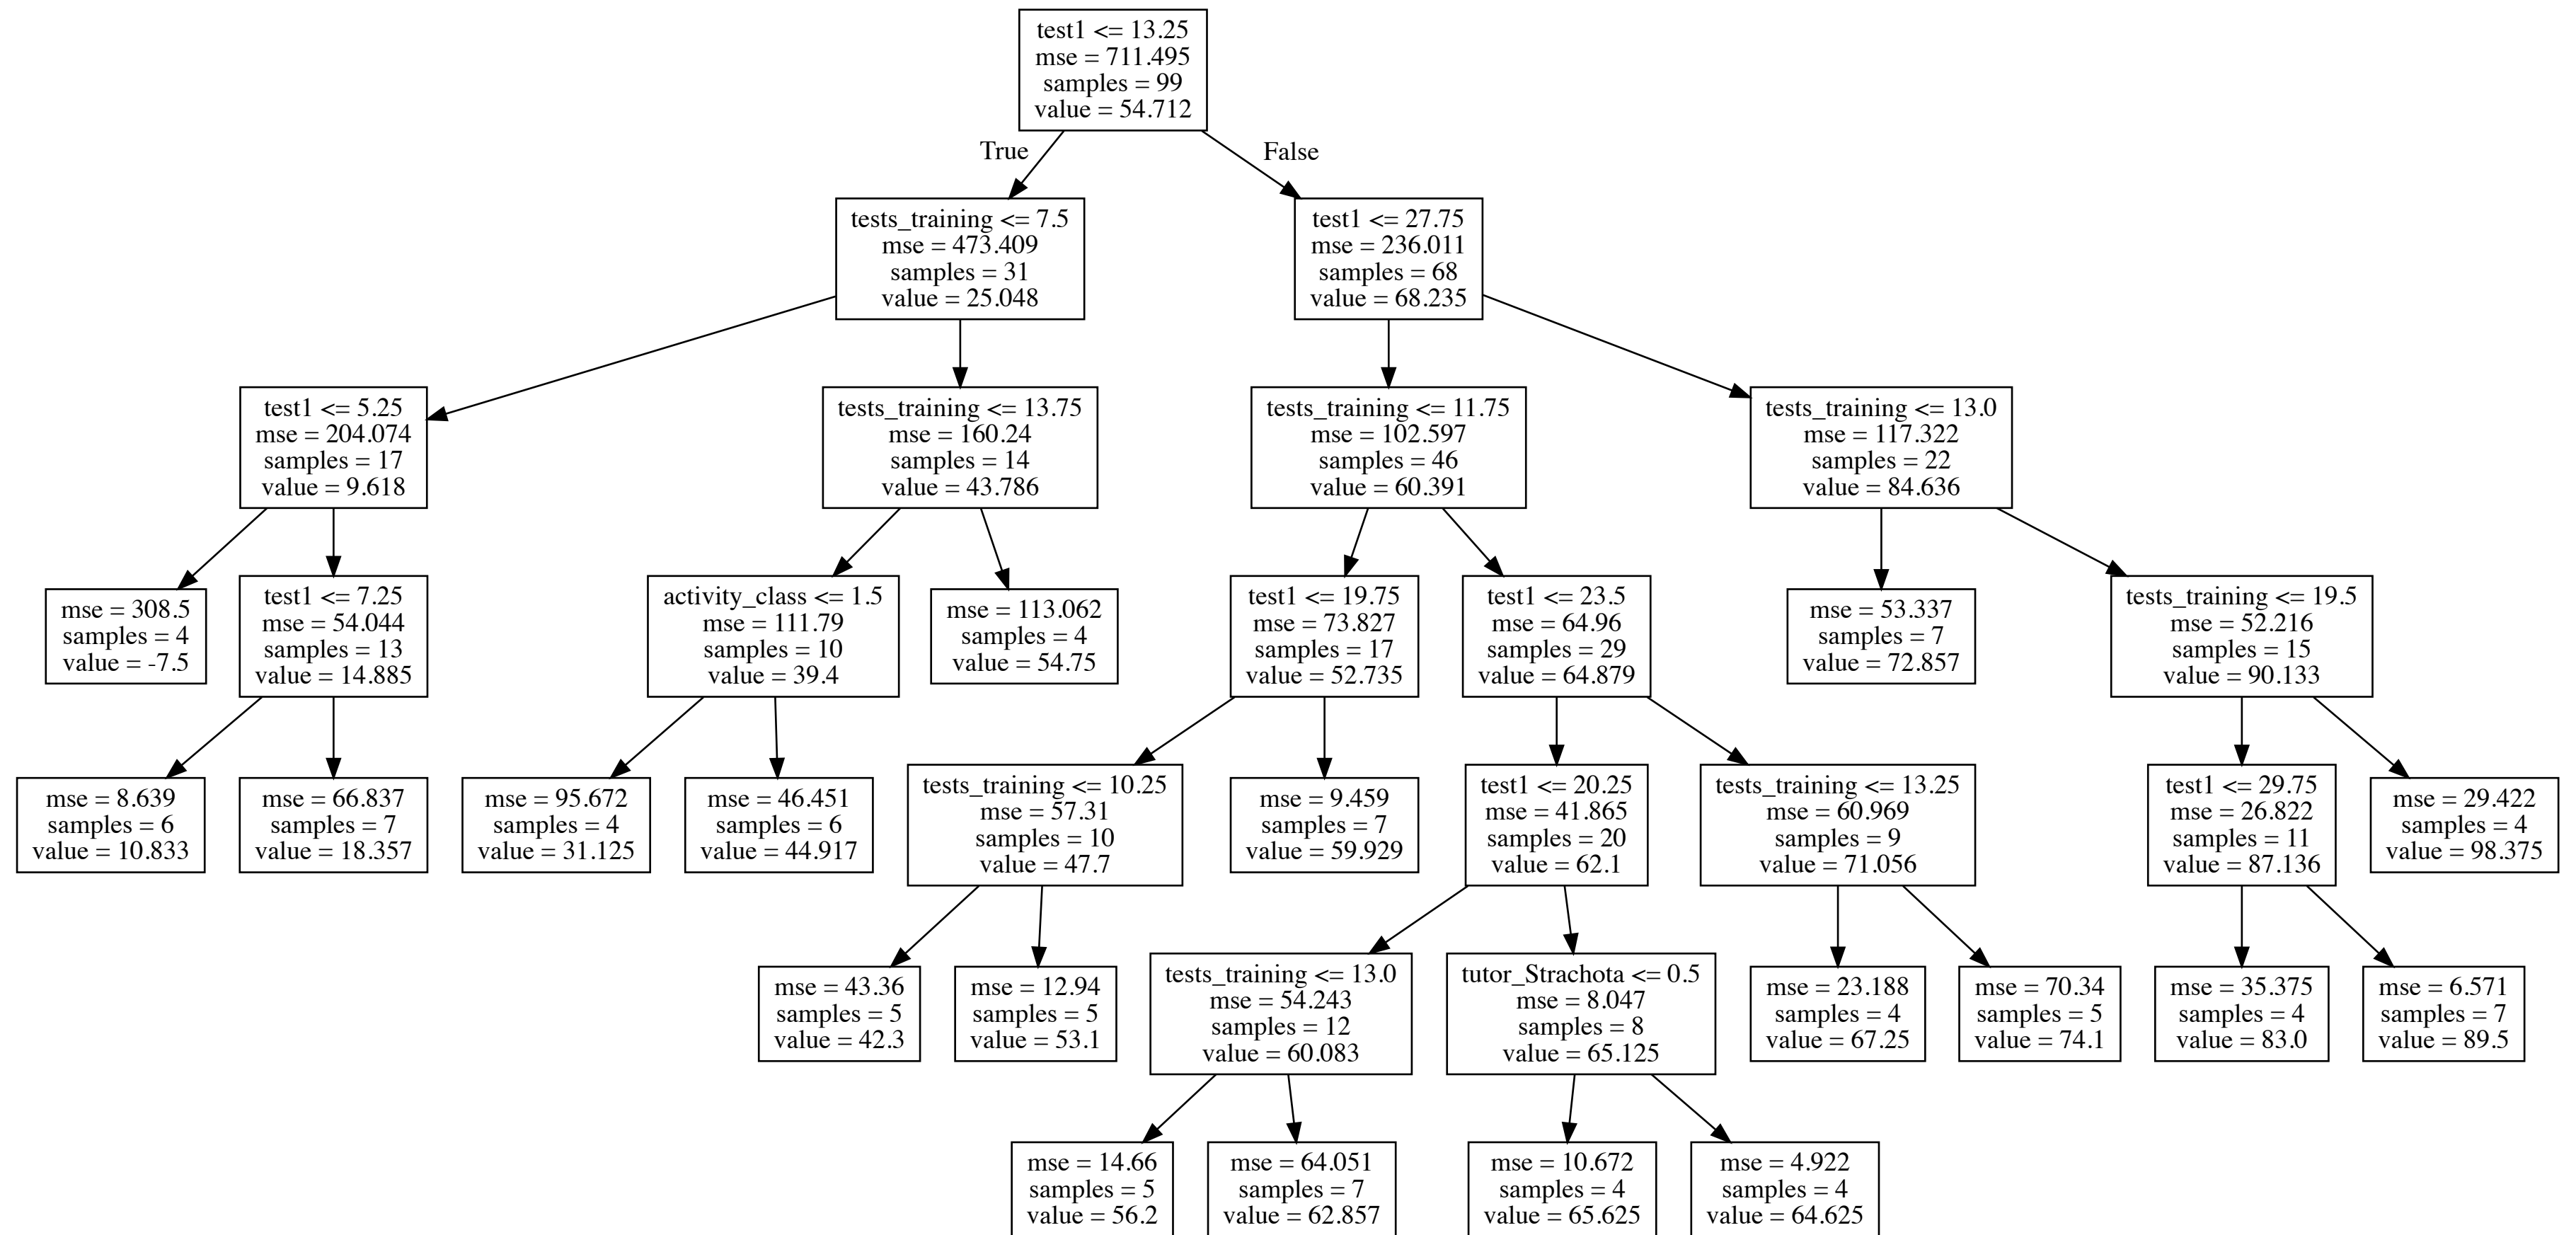 test1 <= 13.25
mse = 711.495
samples = 99
value = 54.712
True
False
tests_training <= 7.5
mse = 473.409
samples = 31
value = 25.048
test1 <= 27.75
mse = 236.011
samples = 68
value = 68.235
test1 <= 5.25
mse = 204.074
samples = 17
value = 9.618
tests_training <= 13.75
mse = 160.24
samples = 14
value = 43.786
tests_training <= 11.75
mse = 102.597
samples = 46
value = 60.391
tests_training <= 13.0
mse = 117.322
samples = 22
value = 84.636
mse = 308.5
samples = 4
value = -7.5
test1 <= 7.25
mse = 54.044
samples = 13
value = 14.885
activity_class <= 1.5
mse = 111.79
samples = 10
value = 39.4
mse = 113.062
samples = 4
value = 54.75
test1 <= 19.75
mse = 73.827
samples = 17
value = 52.735
test1 <= 23.5
mse = 64.96
samples = 29
value = 64.879
mse = 53.337
samples = 7
value = 72.857
tests_training <= 19.5
mse = 52.216
samples = 15
value = 90.133
mse = 8.639
samples = 6
value = 10.833
mse = 66.837
samples = 7
value = 18.357
mse = 95.672
samples = 4
value = 31.125
mse = 46.451
samples = 6
value = 44.917
tests_training <= 10.25
mse = 57.31
samples = 10
value = 47.7
mse = 9.459
samples = 7
value = 59.929
test1 <= 20.25
mse = 41.865
samples = 20
value = 62.1
tests_training <= 13.25
mse = 60.969
samples = 9
value = 71.056
test1 <= 29.75
mse = 26.822
samples = 11
value = 87.136
mse = 29.422
samples = 4
value = 98.375
mse = 43.36
samples = 5
value = 42.3
mse = 12.94
samples = 5
value = 53.1
tests_training <= 13.0
mse = 54.243
samples = 12
value = 60.083
tutor_Strachota <= 0.5
mse = 8.047
samples = 8
value = 65.125
mse = 23.188
samples = 4
value = 67.25
mse = 70.34
samples = 5
value = 74.1
mse = 35.375
samples = 4
value = 83.0
mse = 6.571
samples = 7
value = 89.5
mse = 14.66
samples = 5
value = 56.2
mse = 64.051
samples = 7
value = 62.857
mse = 10.672
samples = 4
value = 65.625
mse = 4.922
samples = 4
value = 64.625